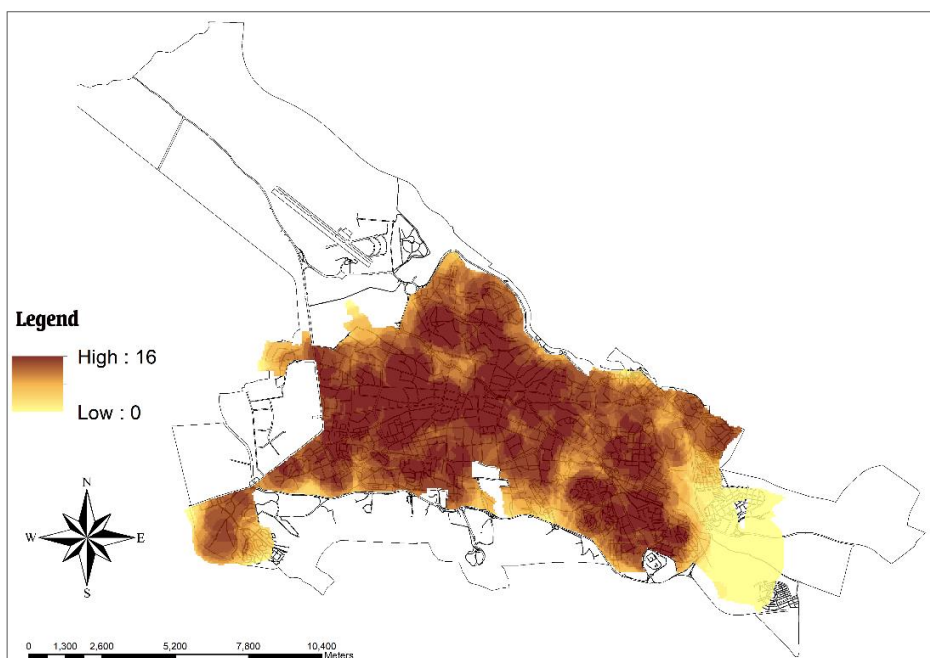 Legend
High : 16
Low : 0
N
W E
S
0 1,300 2,600 5,200 7,800 10,400
Meters